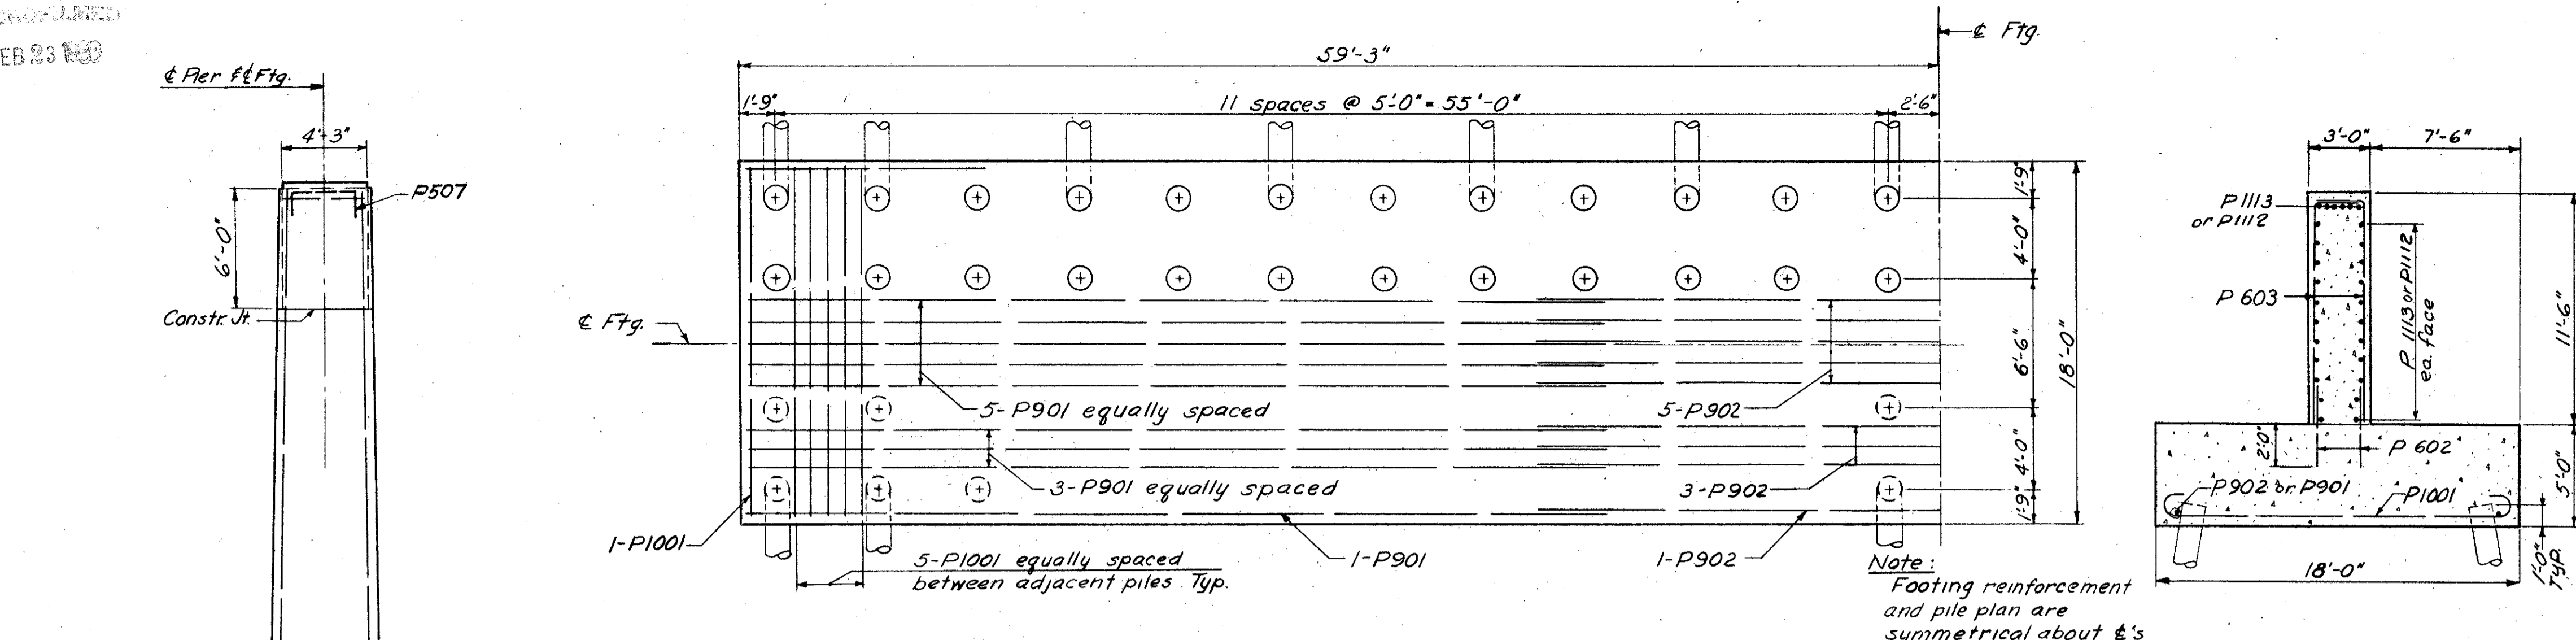 EB 23
℄ Pier & ℄ Ftg.
4'-3"
P507
6'-0"
Constr. Jt.
℄ Ftg.
59'-3"
1'-9"
11 spaces @ 5'-0" = 55'-0"
2'-6"
1'-9"
4'-0"
6'-6"
4'-0"
1'-9"
18'-0"
℄ Ftg.
5-P901 equally spaced
5-P902
3-P901 equally spaced
3-P902
1-P1001
5-P1001 equally spaced
between adjacent piles. Typ.
1-P901
1-P902
Note:
Footing reinforcement
and pile plan are
symmetrical about ℄'s
3'-0"
7'-6"
P1113
or P1112
P 603
P 1113 or P1112
ea. face
11'-6"
2'-0"
P 602
5'-0"
P902 or P901
P1001
18'-0"
1'-0"
TYP.